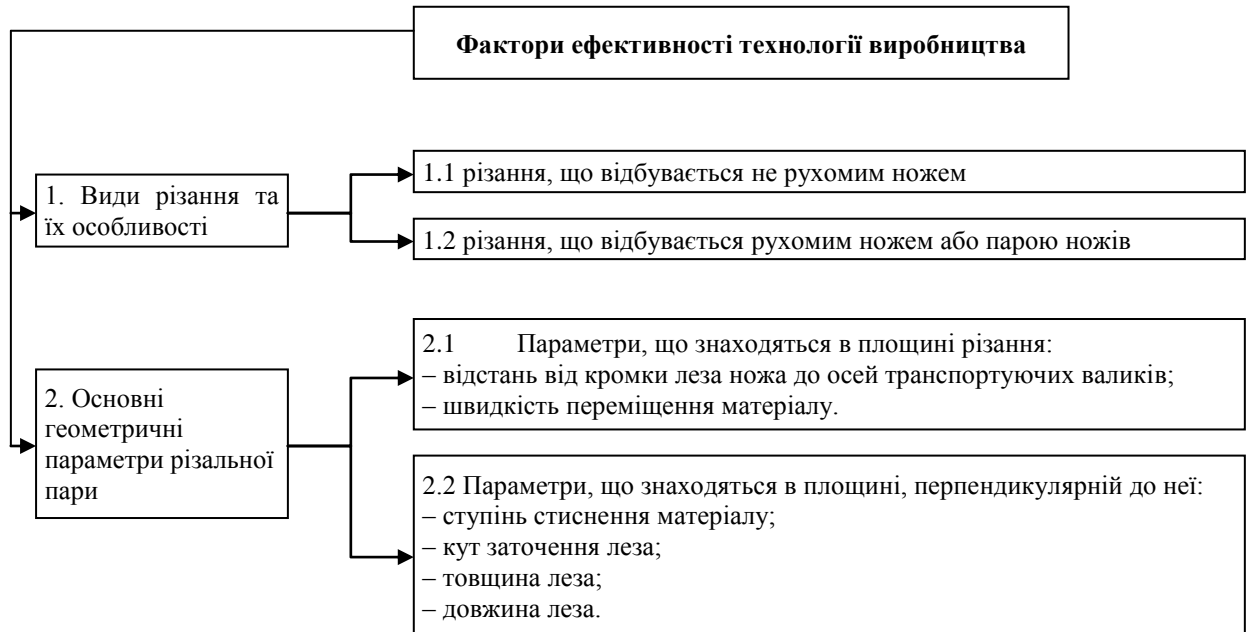 Фактори ефективності технології виробництва
1. Види різання та
їх особливості
1.1 різання, що відбувається не рухомим ножем
1.2 різання, що відбувається рухомим ножем або парою ножів
2. Основні
геометричні
параметри різальної
пари
2.1 Параметри, що знаходяться в площині різання:
– відстань від кромки леза ножа до осей транспортуючих валиків;
– швидкість переміщення матеріалу.
2.2 Параметри, що знаходяться в площині, перпендикулярній до неї:
– ступінь стиснення матеріалу;
– кут заточення леза;
– товщина леза;
– довжина леза.